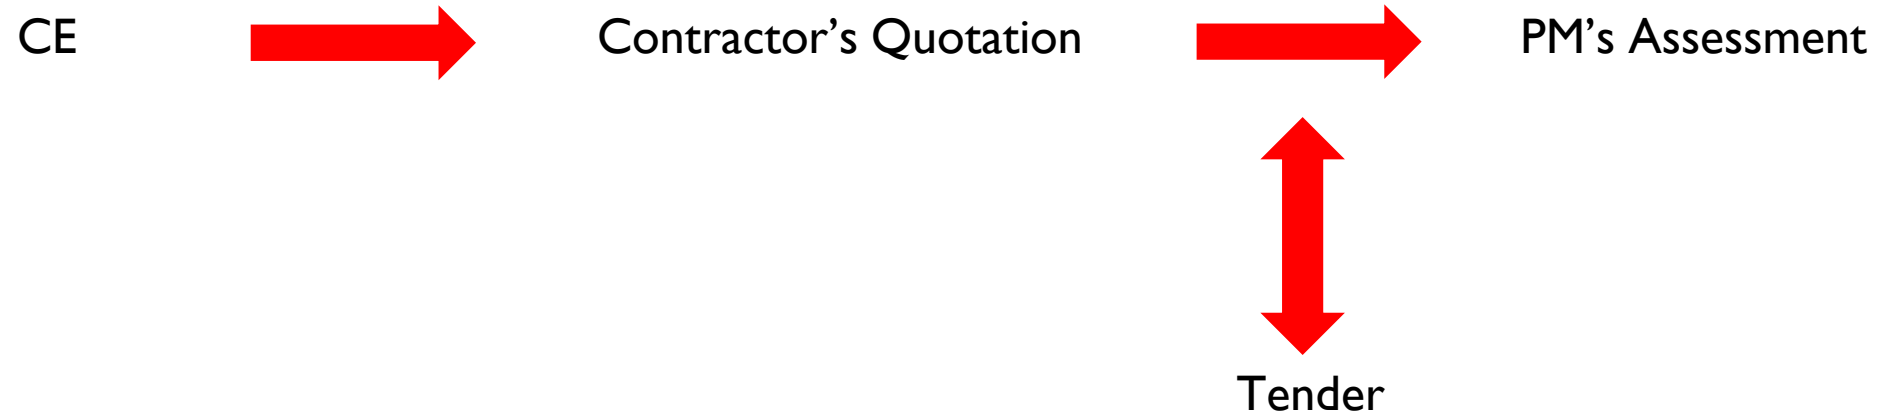 CE
Contractor’s Quotation
PM’s Assessment
Tender